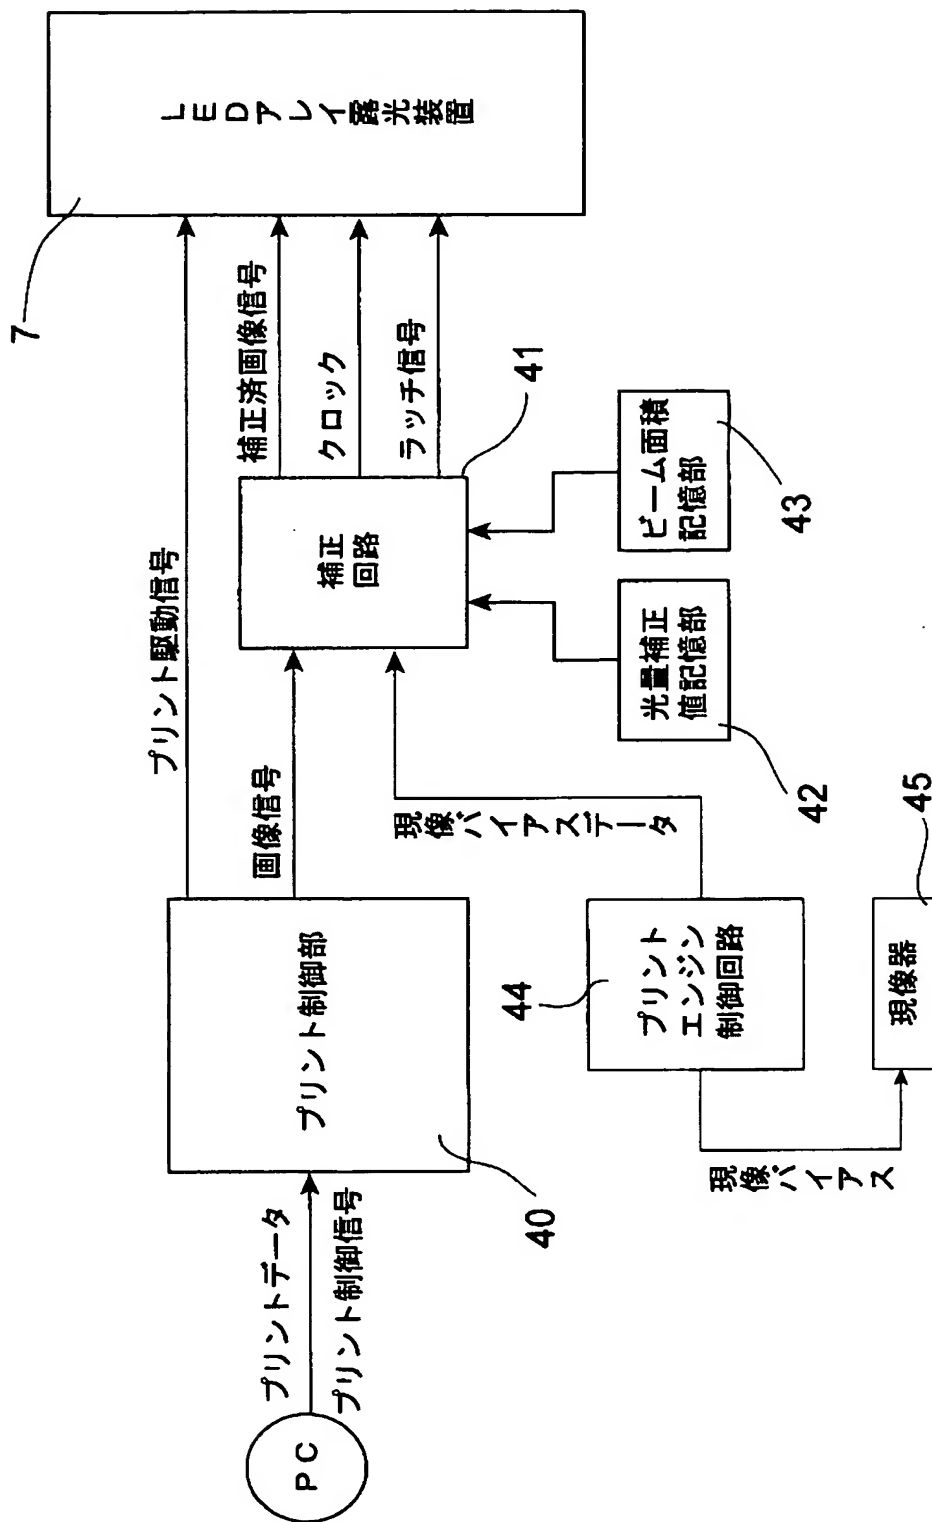 PC
プリントデータ
プリント制御信号
プリント制御部
40
プリント駆動信号
画像信号
補正
回路
41
補正済画像信号
クロック
ラッチ信号
7
LEDアレイ露光装置
現像バイアスデータ
光量補正
値記憶部
42
ビーム面積
記憶部
43
44
プリント
エンジン
制御回路
現像バイアス
現像器
45